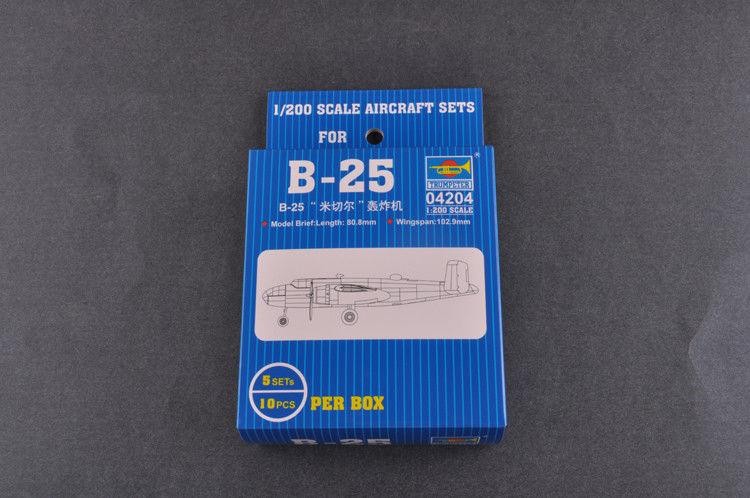 1/200 SCALE AIRCRAFT SETS
FOR
B-25
B-25 “米切尔”轰炸机
Model Brief:Length: 80.8mm Wingspan:102.9mm
®
TRUMPETER
04204
1:200 SCALE
5 SETs
10 PCS
PER BOX
B-25
TRUMPETER